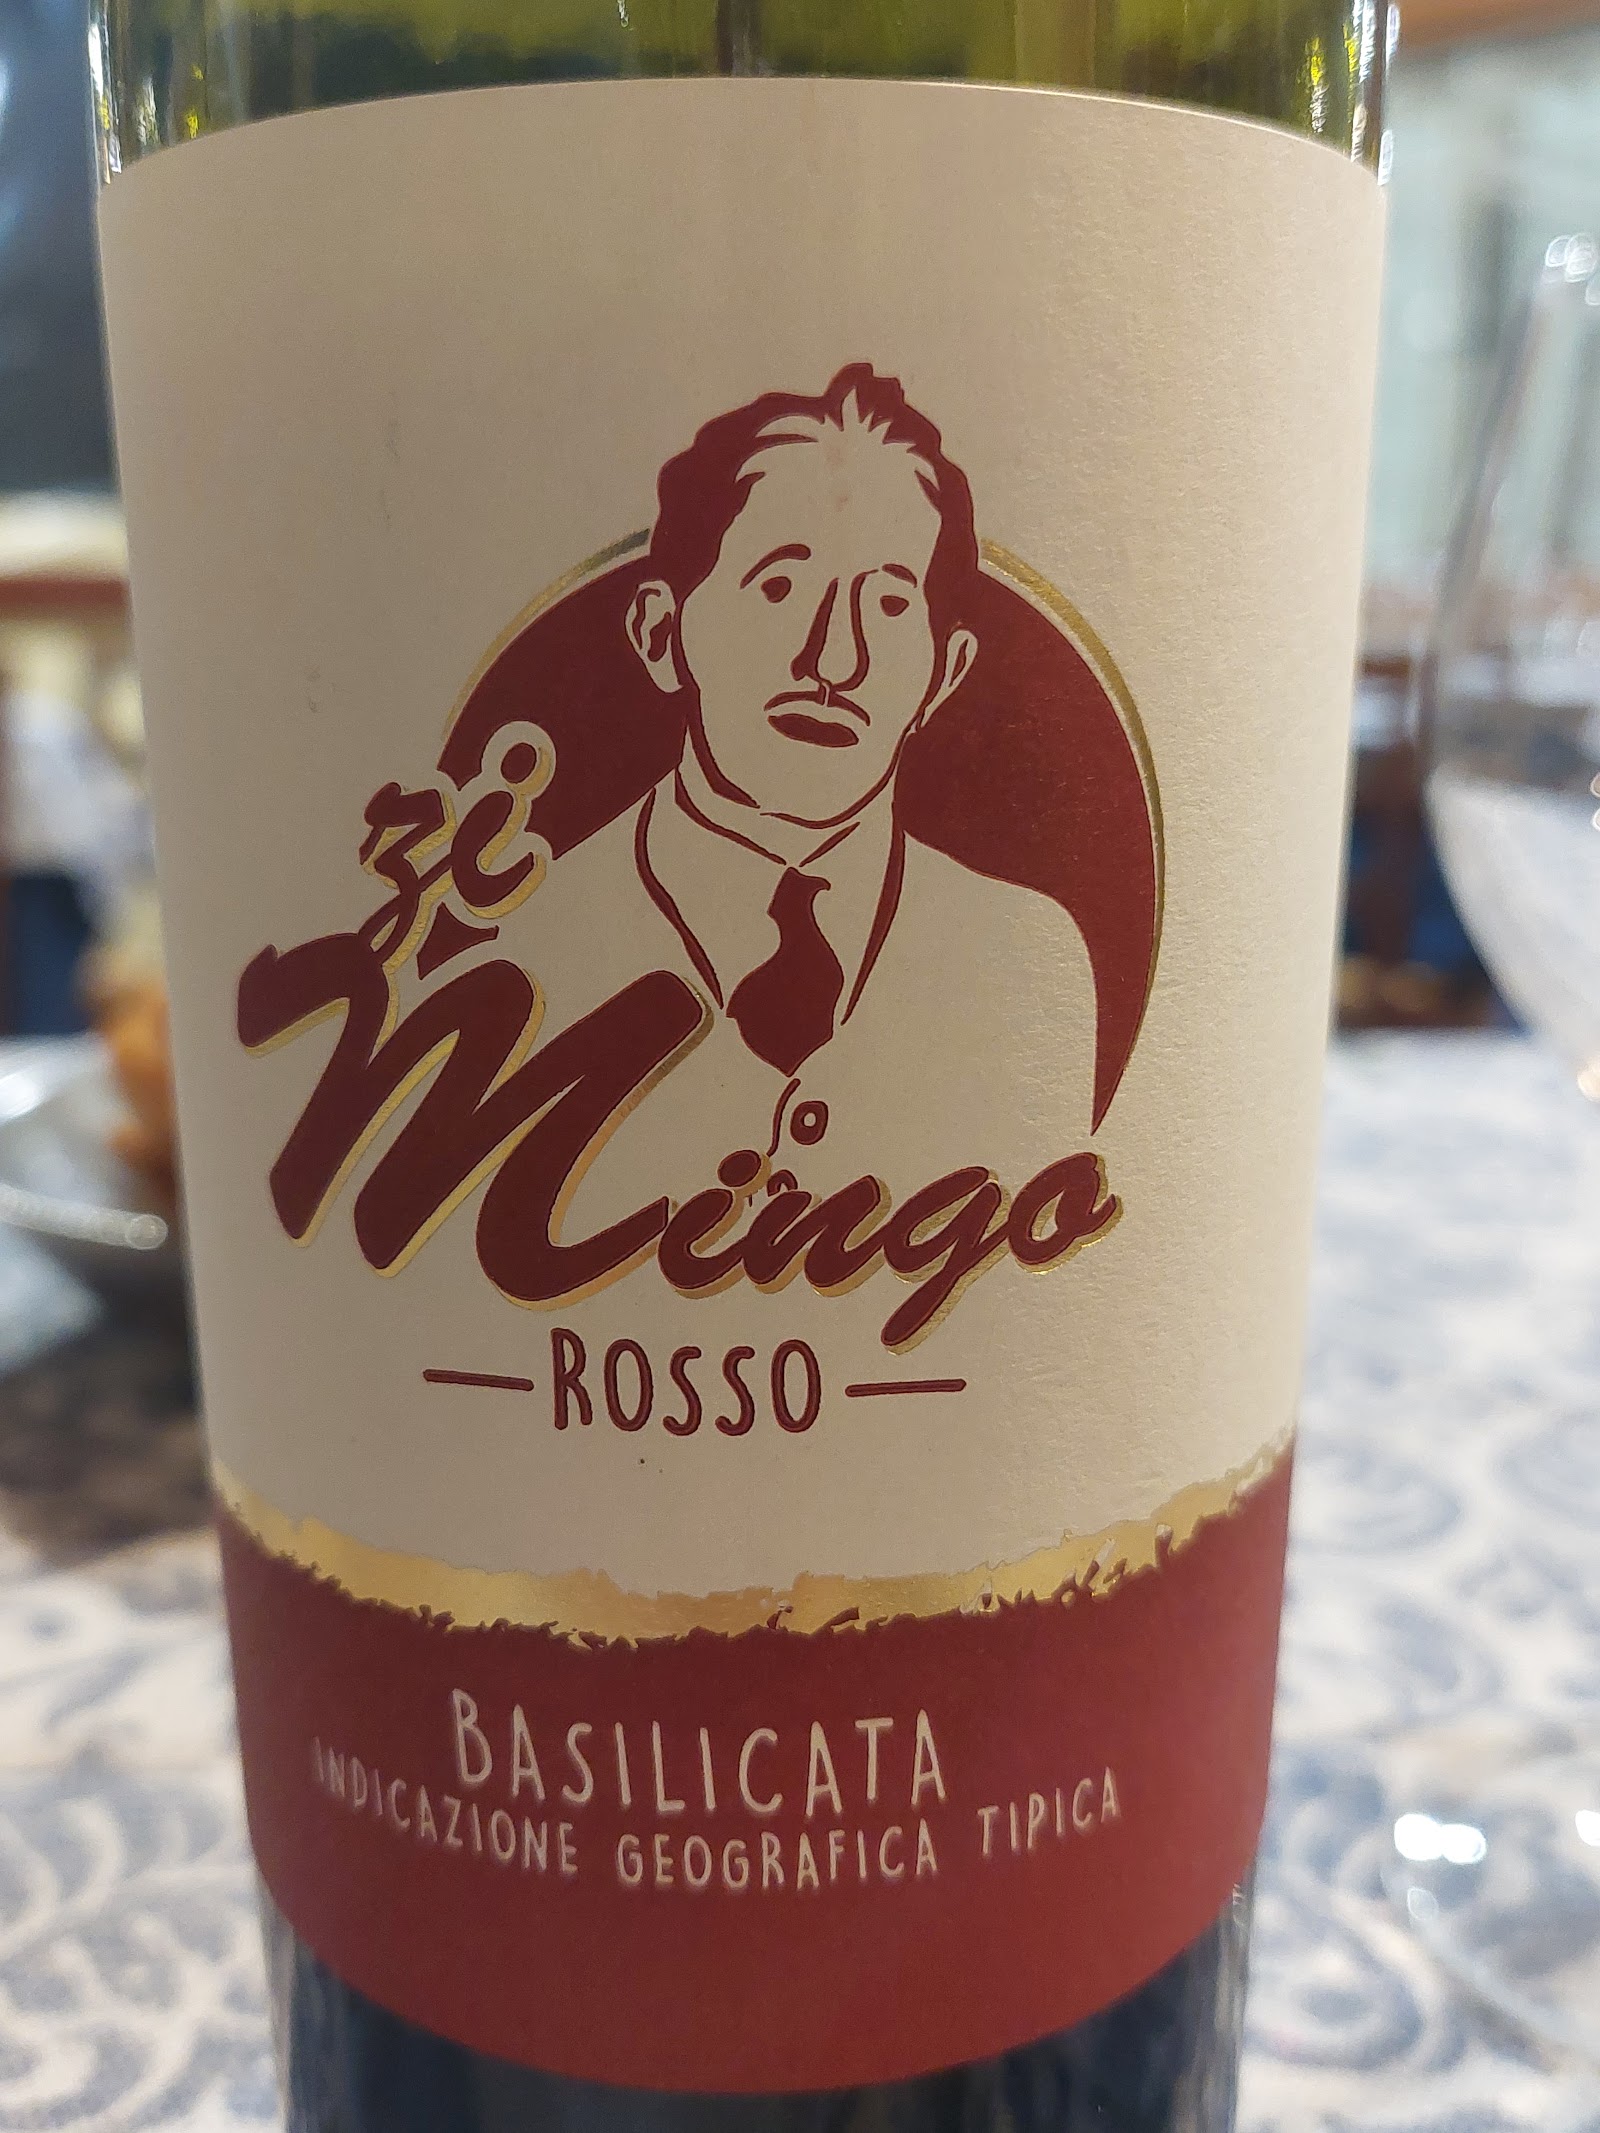 zi
Mingo
ROSSO
BASILICATA
INDICAZIONE GEOGRAFICA TIPICA